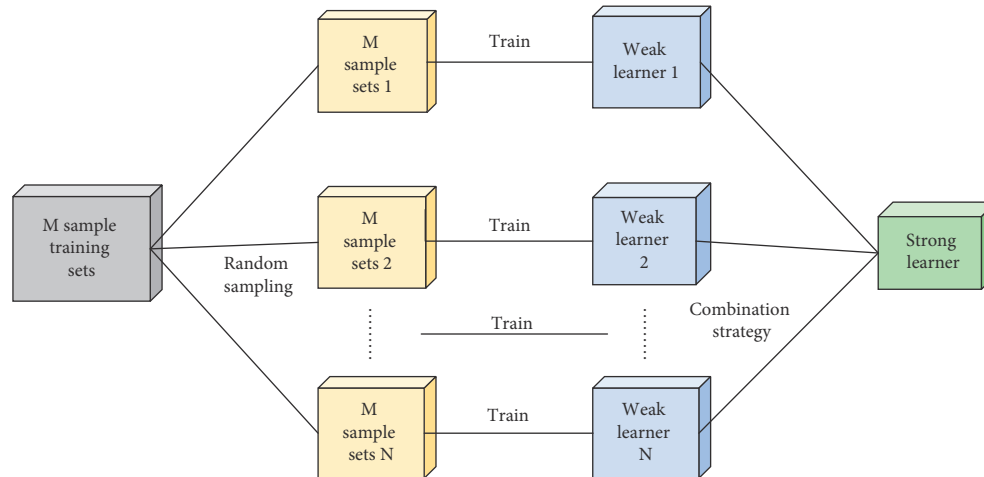 M
sample
sets 1
Train
Weak
learner 1
M sample
training
sets
Random
sampling
M
sample
sets 2
Train
Weak
learner
2
Strong
learner
Train
Combination
strategy
M
sample
sets N
Train
Weak
learner
N